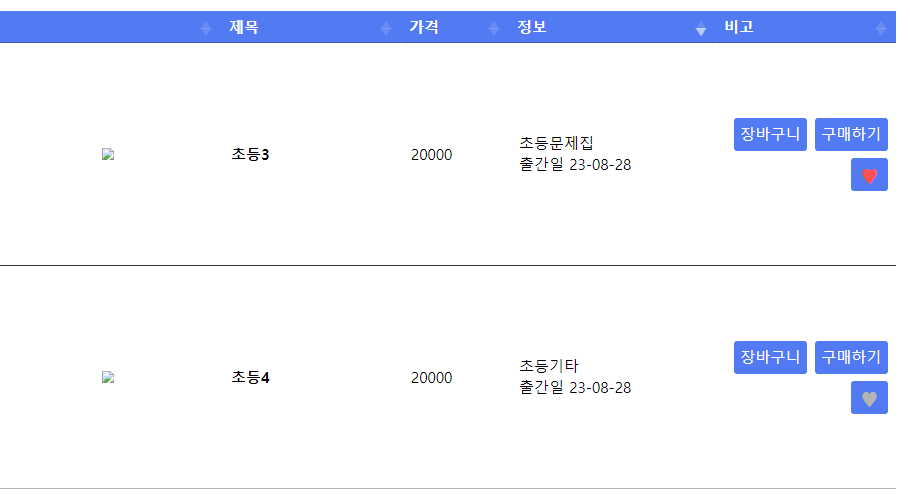 제목 가격 정보 비고
초등3 20000 초등문제집
출간일 23-08-28
장바구니 구매하기
초등4 20000 초등기타
출간일 23-08-28
장바구니 구매하기